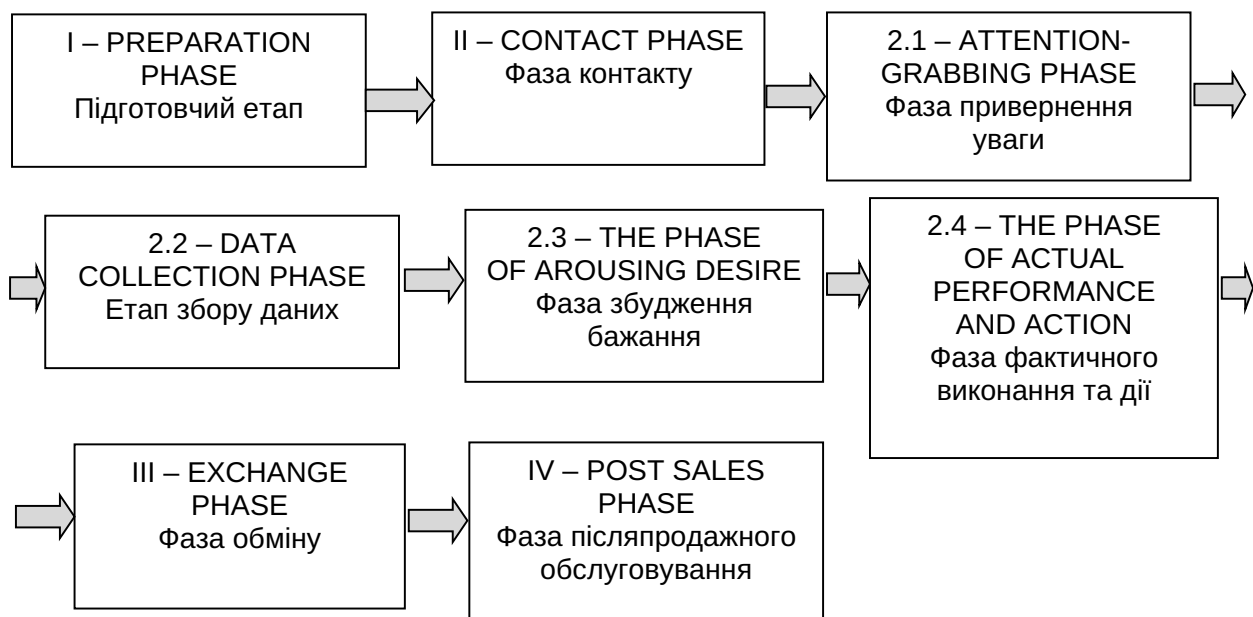 I – PREPARATION
PHASE
Підготовчий етап
II – CONTACT PHASE
Фаза контакту
2.1 – ATTENTION-
GRABBING PHASE
Фаза привернення
уваги
2.2 – DATA
COLLECTION PHASE
Етап збору даних
2.3 – THE PHASE
OF AROUSING DESIRE
Фаза збудження
бажання
2.4 – THE PHASE
OF ACTUAL
PERFORMANCE
AND ACTION
Фаза фактичного
виконання та дії
III – EXCHANGE
PHASE
Фаза обміну
IV – POST SALES
PHASE
Фаза післяпродажного
обслуговування